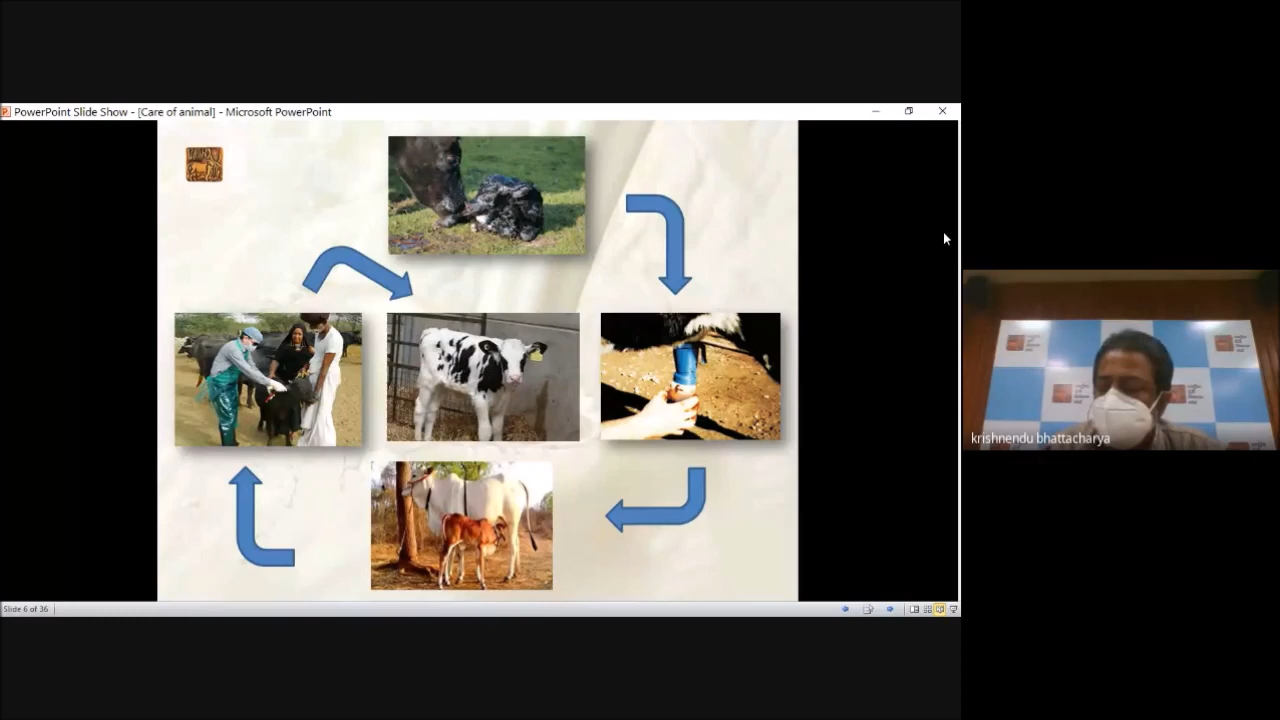 PowerPoint Slide Show - [Care of animal] - Microsoft PowerPoint
krishnendu bhattacharya
Slide 6 of 36